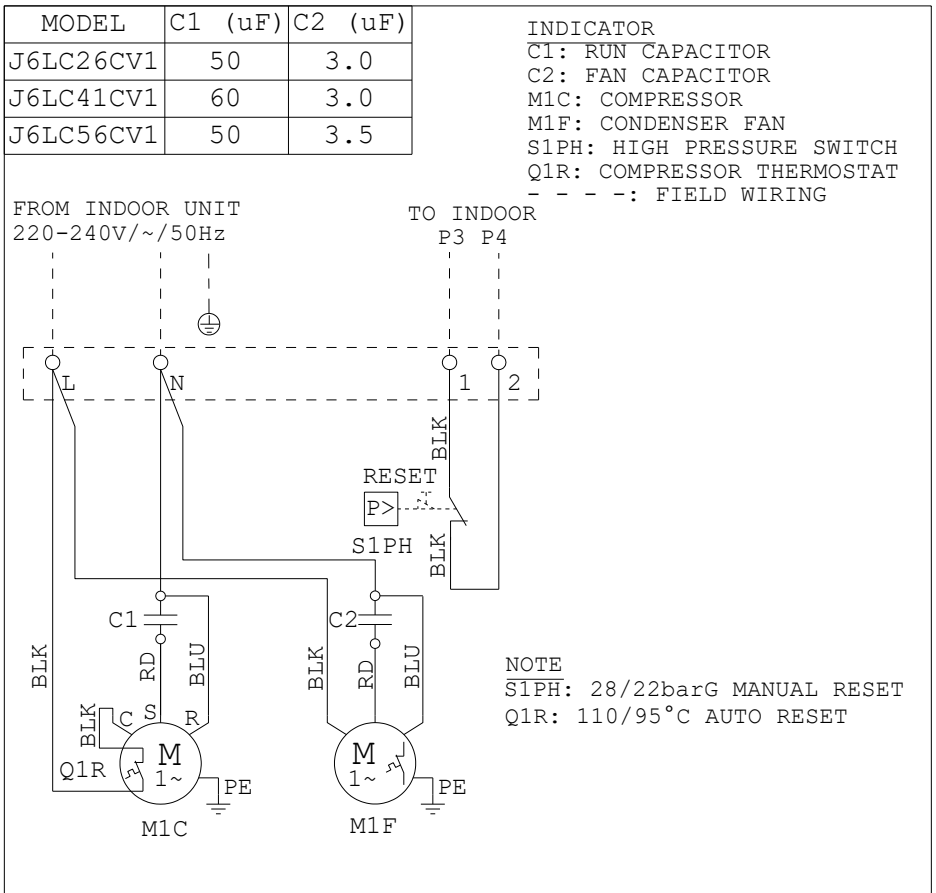 MODEL C1 (uF) C2 (uF)
J6LC26CV1 50 3.0
J6LC41CV1 60 3.0
J6LC56CV1 50 3.5
INDICATOR
C1: RUN CAPACITOR
C2: FAN CAPACITOR
M1C: COMPRESSOR
M1F: CONDENSER FAN
S1PH: HIGH PRESSURE SWITCH
Q1R: COMPRESSOR THERMOSTAT
- - - -: FIELD WIRING
FROM INDOOR UNIT
220-240V/~/50Hz
TO INDOOR
P3 P4
L N 1 2
BLK
RESET
P>
S1PH
BLK
C1
C2
BLK RD BLU BLK RD BLU
BLK
C S R
Q1R
M
1~
PE
M1C
M
1~
PE
M1F
NOTE
S1PH: 28/22barG MANUAL RESET
Q1R: 110/95°C AUTO RESET